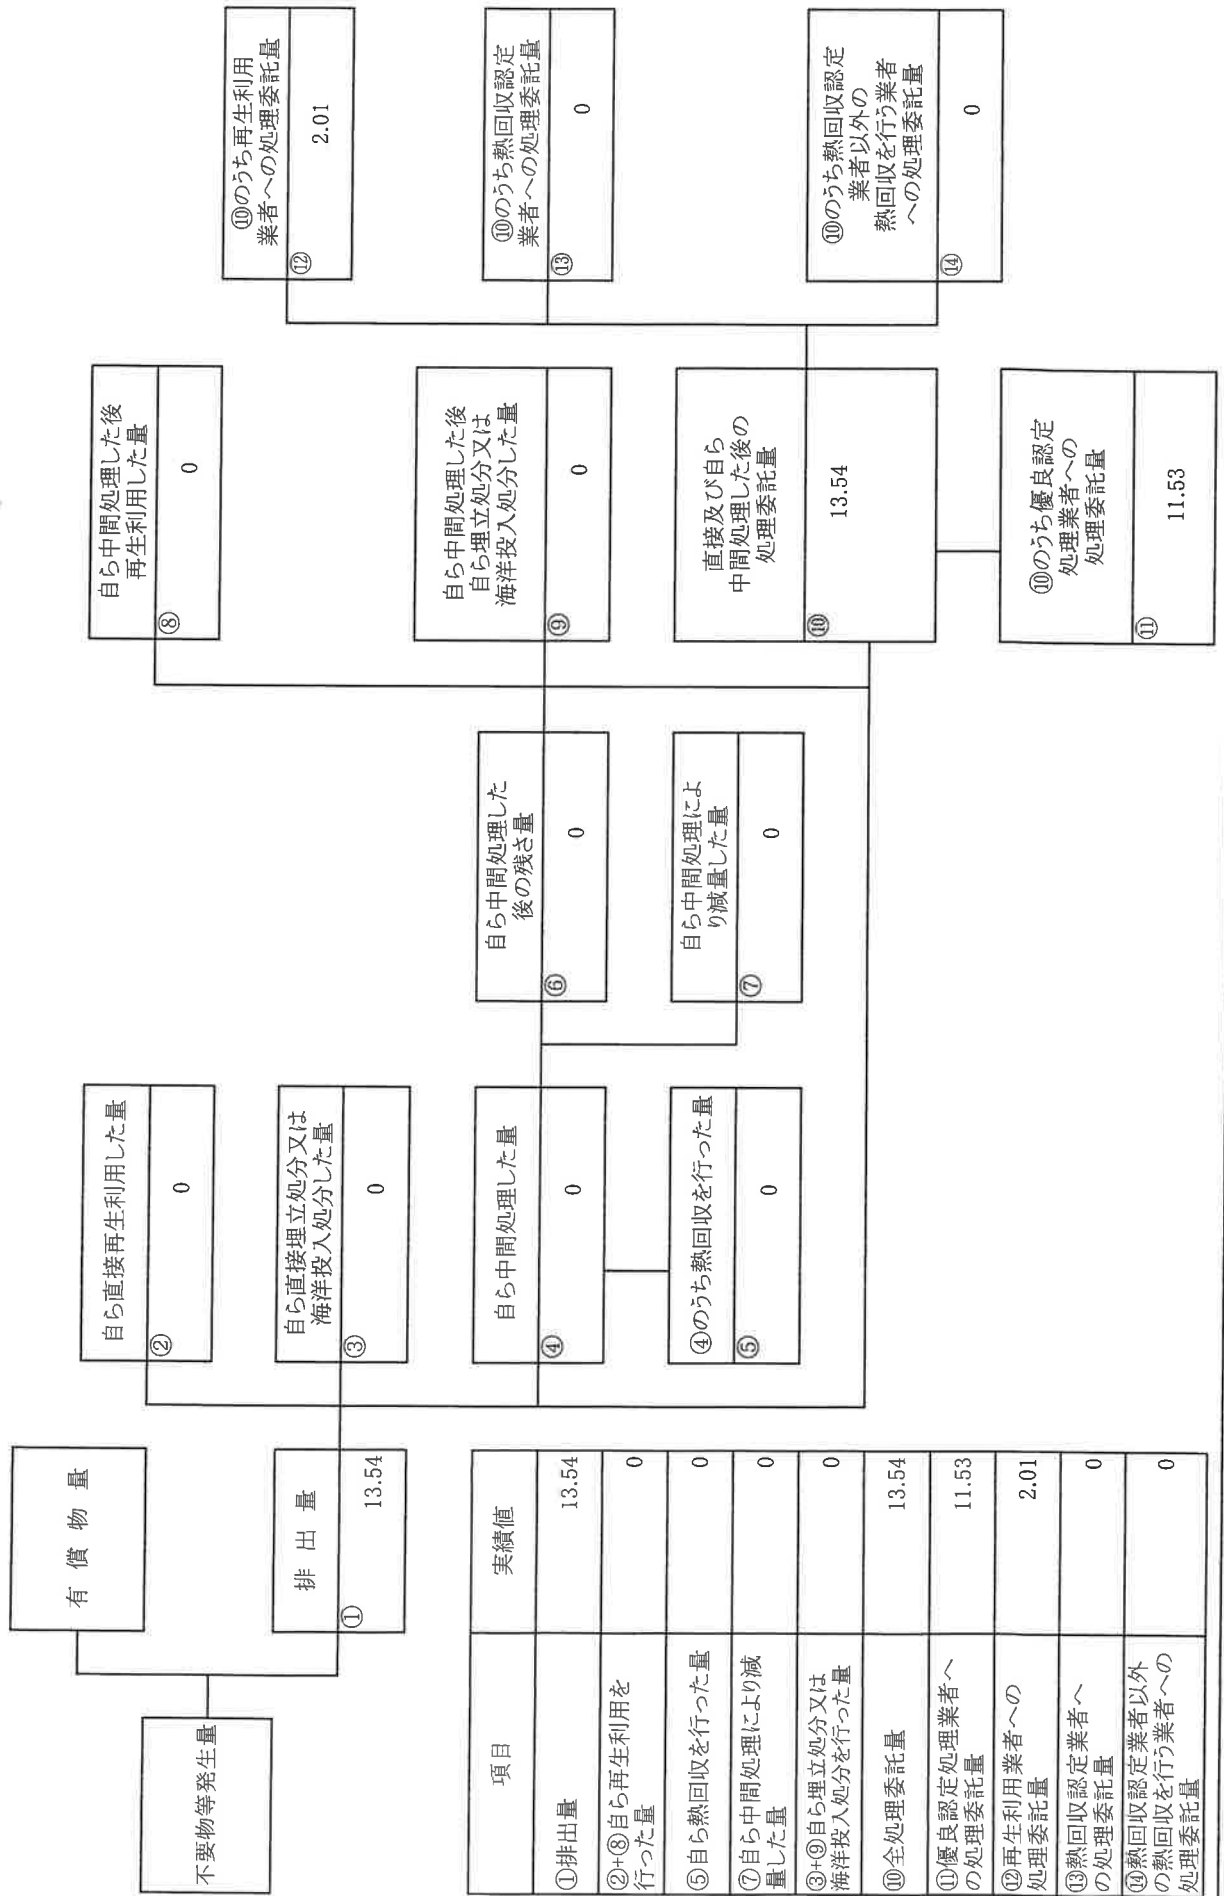 不要物等発生量
有 償 物 量
排 出 量
①
13.54
自ら直接再生利用した量
②
0
自ら直接埋立処分又は
海洋投入処分した量
③
0
自ら中間処理した量
④
0
④のうち熱回収を行った量
⑤
0
自ら中間処理した
後の残さ量
⑥
0
自ら中間処理によ
り減量した量
⑦
0
自ら中間処理した後
再生利用した量
⑧
0
自ら中間処理した後
自ら埋立処分又は
海洋投入処分した量
⑨
0
直接及び自ら
中間処理した後の
処理委託量
⑩
13.54
⑩のうち優良認定
処理業者への
処理委託量
⑪
11.53
⑩のうち再生利用
業者への処理委託量
⑫
2.01
⑩のうち熱回収認定
業者への処理委託量
⑬
0
⑩のうち熱回収認定
業者以外の
熱回収を行う業者
への処理委託量
⑭
0
項目 実績値
①排出量 13.54
②+⑧自ら再生利用を
行った量 0
⑤自ら熱回収を行った量 0
⑦自ら中間処理により減
量した量 0
③+⑨自ら埋立処分又は
海洋投入処分を行った量 0
⑩全処理委託量 13.54
⑪優良認定処理業者へ
の処理委託量 11.53
⑫再生利用業者への
処理委託量 2.01
⑬熱回収認定業者へ
の処理委託量 0
⑭熱回収認定業者以外
の熱回収を行う業者への
処理委託量 0